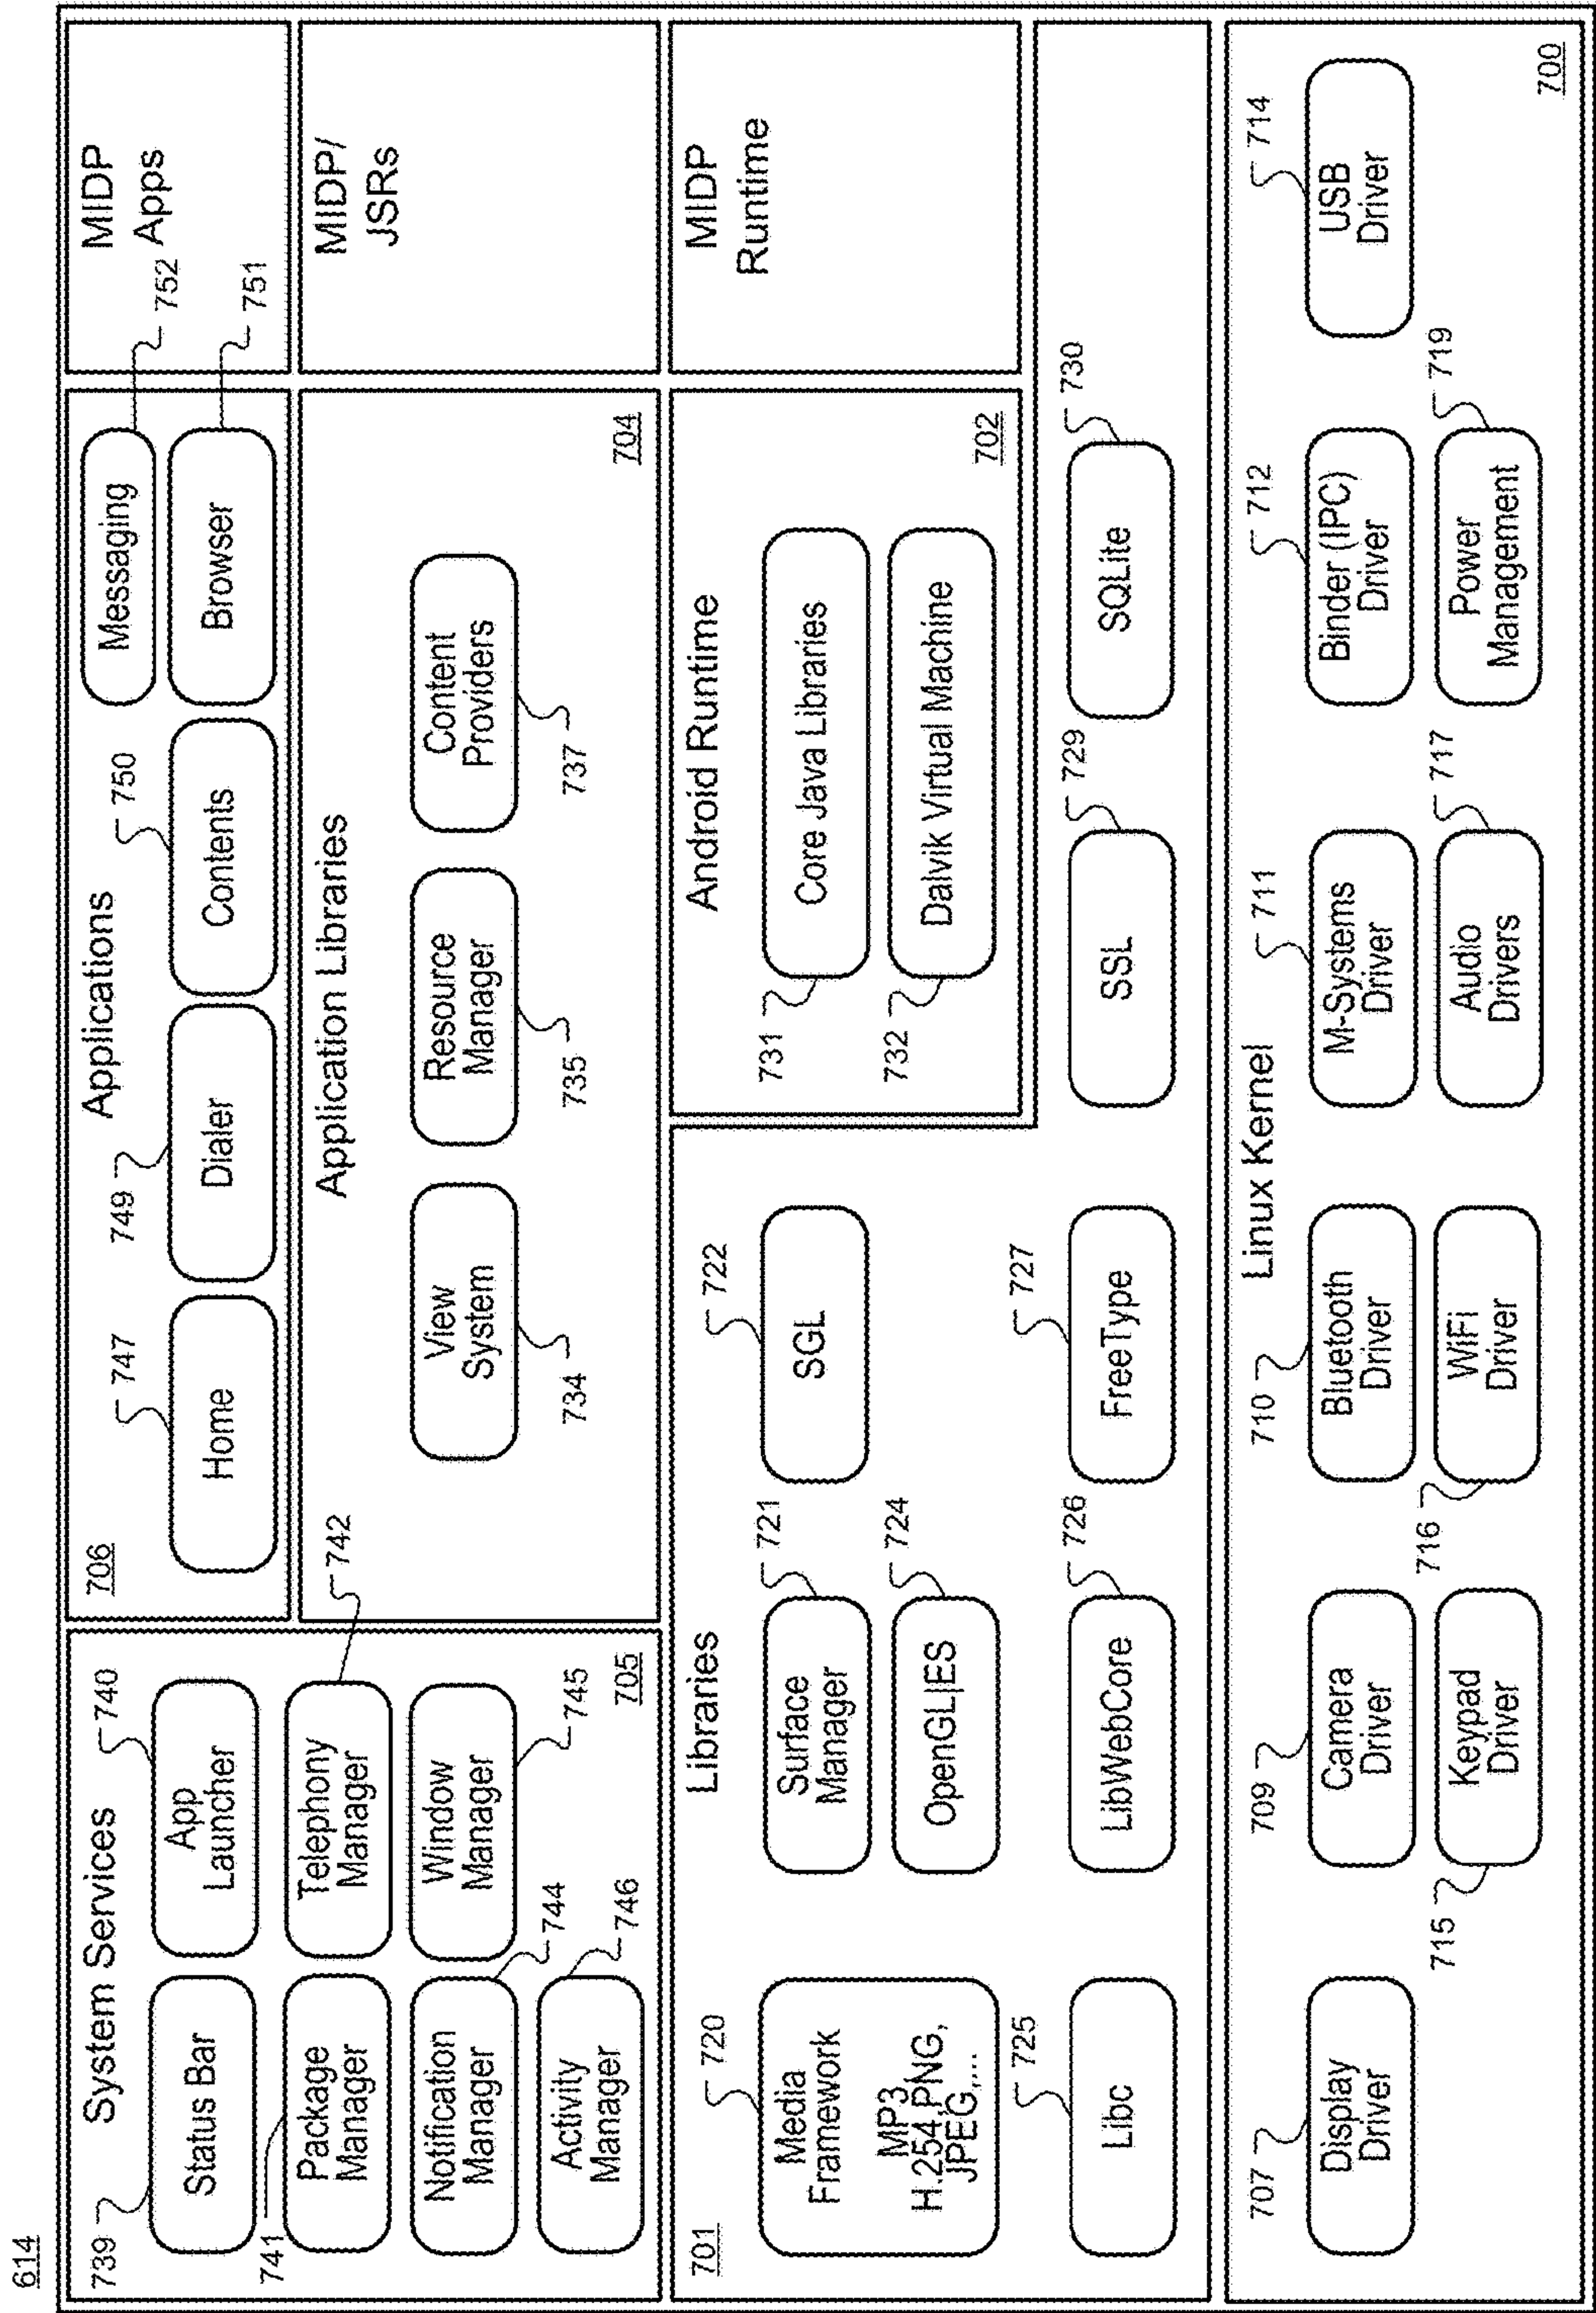 614
System Services
739
Status Bar
740
App
Launcher
741
Package
Manager
742
Telephony
Manager
Notification
Manager
744
Window
Manager
745
Activity
Manager
746
705
706
Applications
747
Home
749
Dialer
750
Contents
Messaging
752
Browser
751
MIDP
Apps
Application Libraries
View
System
734
Resource
Manager
735
Content
Providers
737
704
MIDP/
JSRs
701
Libraries
720
Media
Framework
MP3
H.254,PNG,
JPEG,...
Surface
Manager
721
SGL
722
OpenGL|ES
724
725
Libc
LibWebCore
726
FreeType
727
SSL
729
SQLite
730
Android Runtime
731
Core Java Libraries
732
Dalvik Virtual Machine
702
MIDP
Runtime
Linux Kernel
707
Display
Driver
709
Camera
Driver
710
Bluetooth
Driver
711
M-Systems
Driver
712
Binder (IPC)
Driver
714
USB
Driver
715
Keypad
Driver
716
WiFi
Driver
717
Audio
Drivers
719
Power
Management
700